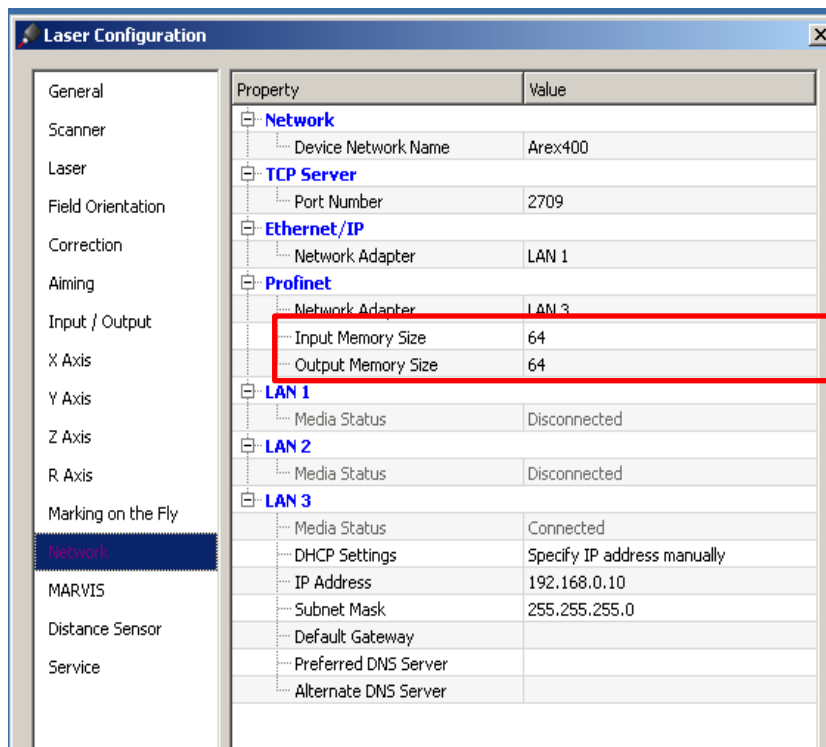 Laser Configuration
General
Scanner
Laser
Field Orientation
Correction
Aiming
Input / Output
X Axis
Y Axis
Z Axis
R Axis
Marking on the Fly
Network
MARVIS
Distance Sensor
Service
Property Value
Network
Device Network Name Arex400
TCP Server
Port Number 2709
Ethernet/IP
Network Adapter LAN 1
Profinet
Network Adapter LAN 3
Input Memory Size 64
Output Memory Size 64
LAN 1
Media Status Disconnected
LAN 2
Media Status Disconnected
LAN 3
Media Status Connected
DHCP Settings Specify IP address manually
IP Address 192.168.0.10
Subnet Mask 255.255.255.0
Default Gateway
Preferred DNS Server
Alternate DNS Server